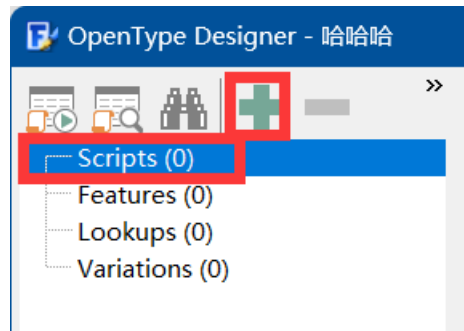 OpenType Designer - 哈哈哈
»
Scripts (0)
Features (0)
Lookups (0)
Variations (0)